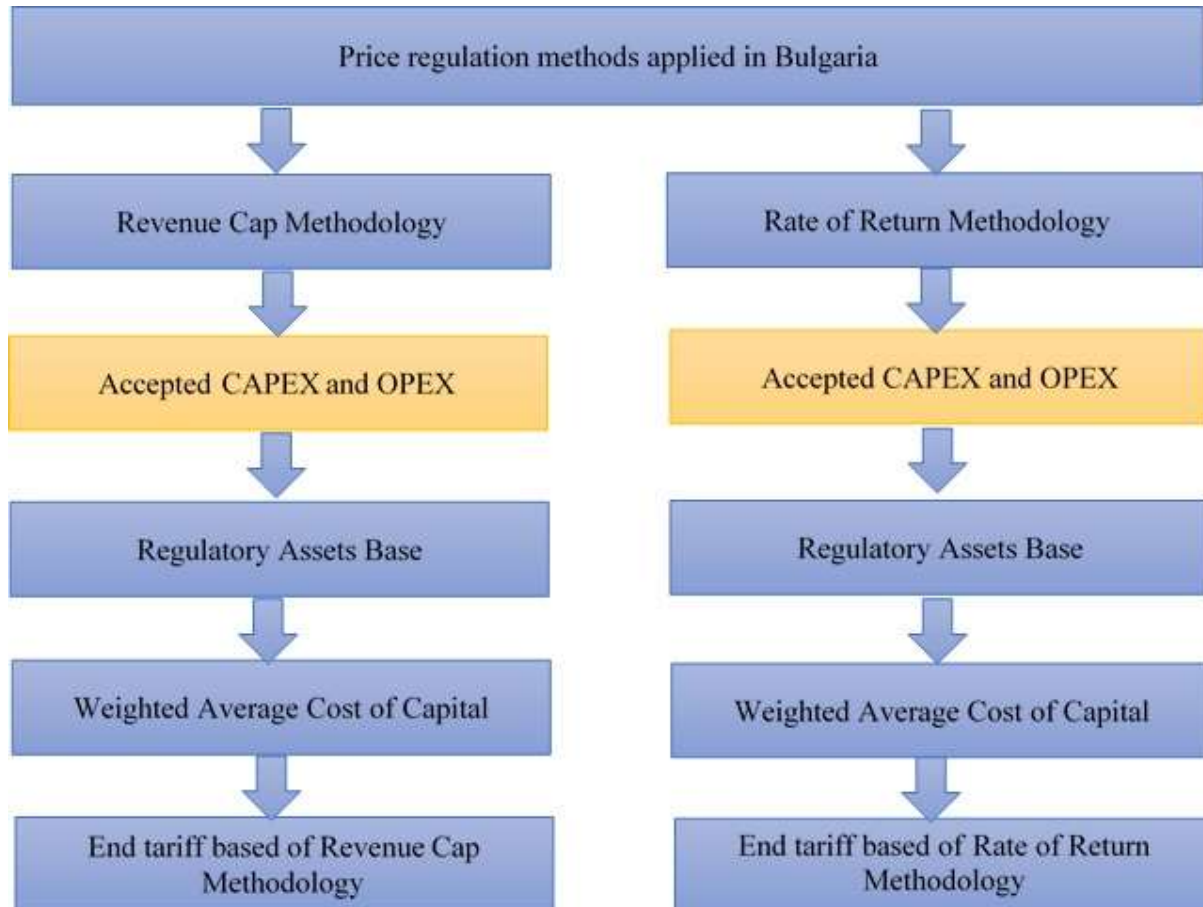 Price regulation methods applied in Bulgaria
Revenue Cap Methodology
Rate of Return Methodology
Accepted CAPEX and OPEX
Accepted CAPEX and OPEX
Regulatory Assets Base
Regulatory Assets Base
Weighted Average Cost of Capital
Weighted Average Cost of Capital
End tariff based of Revenue Cap
Methodology
End tariff based of Rate of Return
Methodology